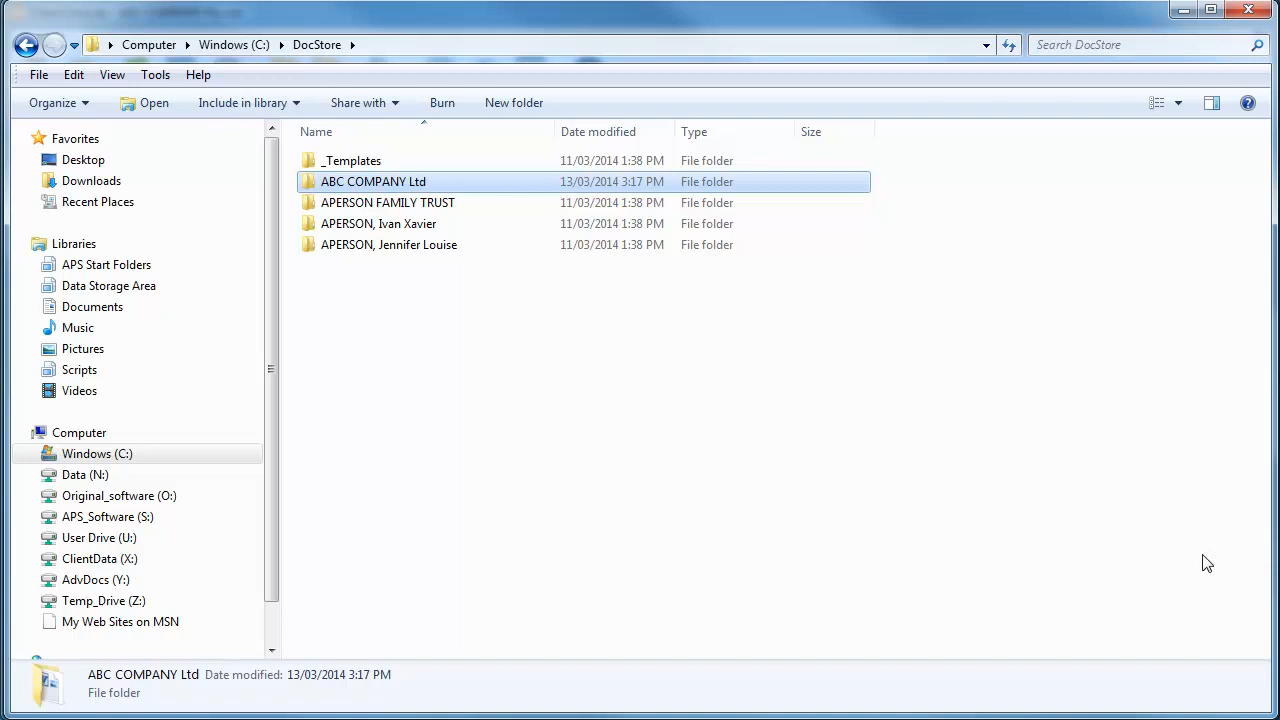 Computer Windows (C:) DocStore Search DocStore
File Edit View Tools Help
Organize Open Include in library Share with Burn New folder
Name Date modified Type Size
_Templates 11/03/2014 1:38 PM File folder
ABC COMPANY Ltd 13/03/2014 3:17 PM File folder
APERSON FAMILY TRUST 11/03/2014 1:38 PM File folder
APERSON, Ivan Xavier 11/03/2014 1:38 PM File folder
APERSON, Jennifer Louise 11/03/2014 1:38 PM File folder
Favorites
Desktop
Downloads
Recent Places
Libraries
APS Start Folders
Data Storage Area
Documents
Music
Pictures
Scripts
Videos
Computer
Windows (C:)
Data (N:)
Original_software (O:)
APS_Software (S:)
User Drive (U:)
ClientData (X:)
AdvDocs (Y:)
Temp_Drive (Z:)
My Web Sites on MSN
ABC COMPANY Ltd Date modified: 13/03/2014 3:17 PM
File folder